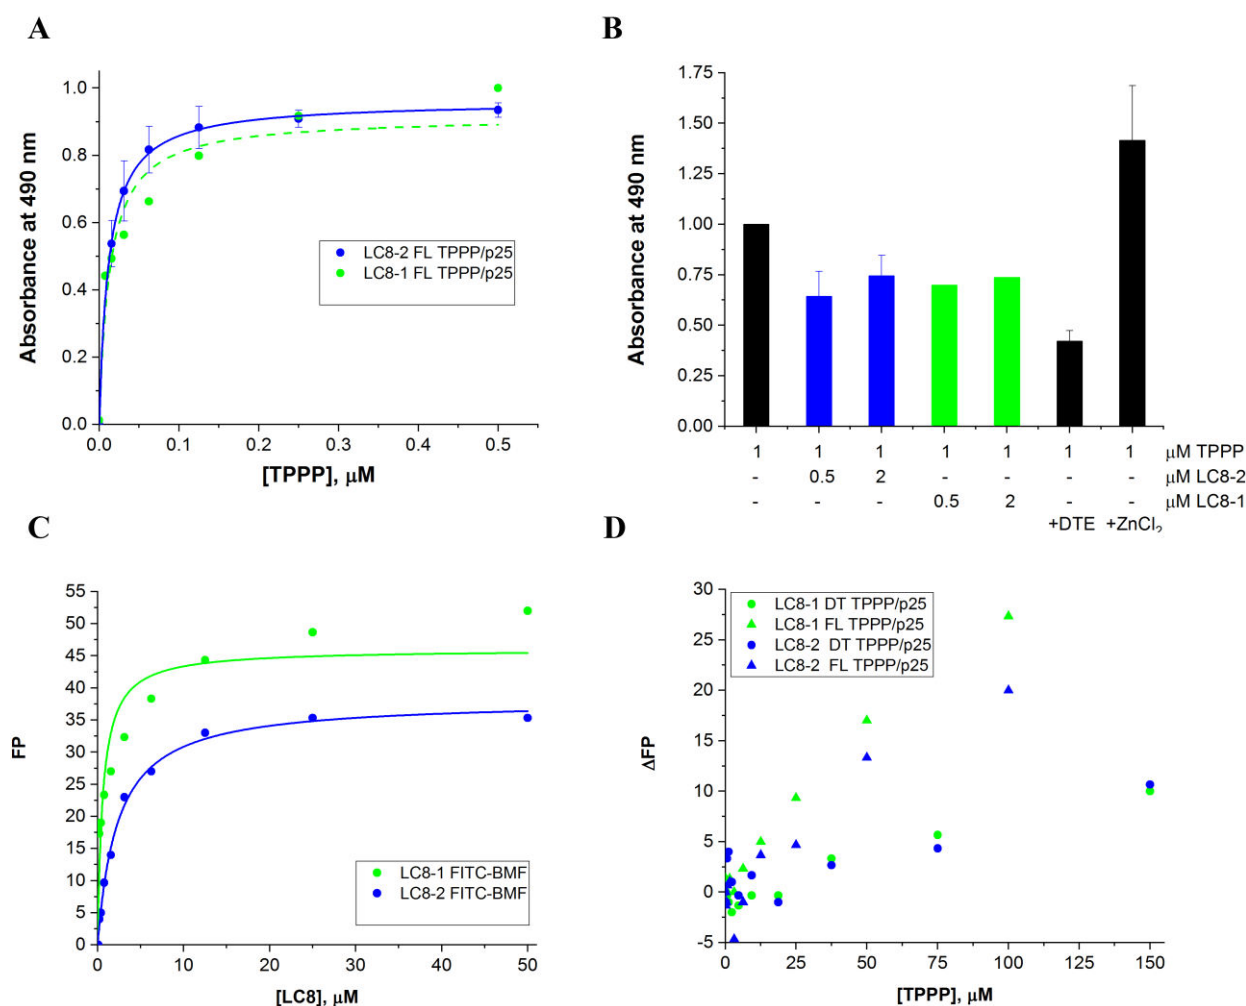 A
Absorbance at 490 nm
1.0
0.8
0.6
0.4
0.2
0.0
LC8-2 FL TPPP/p25
LC8-1 FL TPPP/p25
0.0 0.1 0.2 0.3 0.4 0.5
[TPPP], μM
B
Absorbance at 490 nm
1.75
1.50
1.25
1.00
0.75
0.50
0.25
0.00
1 1 1 1 1 1 1 μM TPPP
- 0.5 2 - - - - μM LC8-2
- - - 0.5 2 - - μM LC8-1
+DTE +ZnCl₂
C
FP
55
50
45
40
35
30
25
20
15
10
5
0
LC8-1 FITC-BMF
LC8-2 FITC-BMF
0 10 20 30 40 50
[LC8], μM
D
ΔFP
30
25
20
15
10
5
0
-5
LC8-1 DT TPPP/p25
LC8-1 FL TPPP/p25
LC8-2 DT TPPP/p25
LC8-2 FL TPPP/p25
0 25 50 75 100 125 150
[TPPP], μM